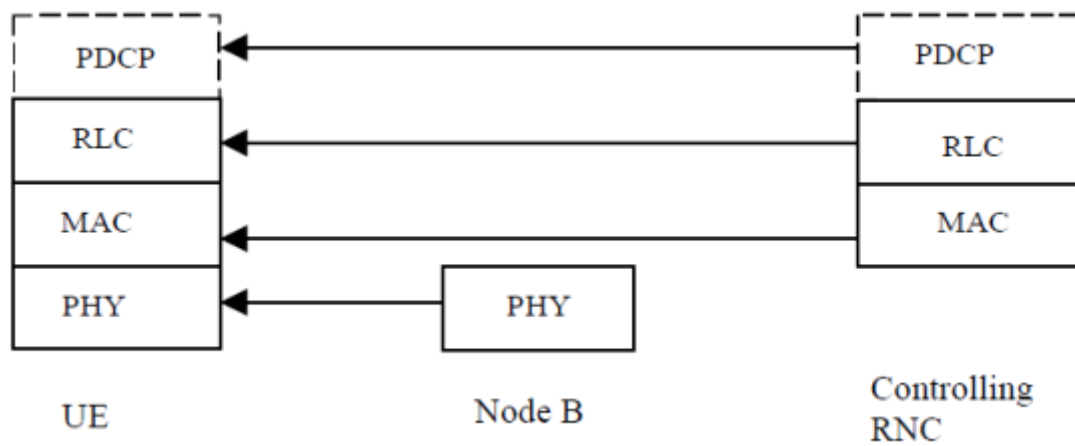 PDCP
PDCP
RLC
RLC
MAC
MAC
PHY
PHY
UE
Node B
Controlling
RNC